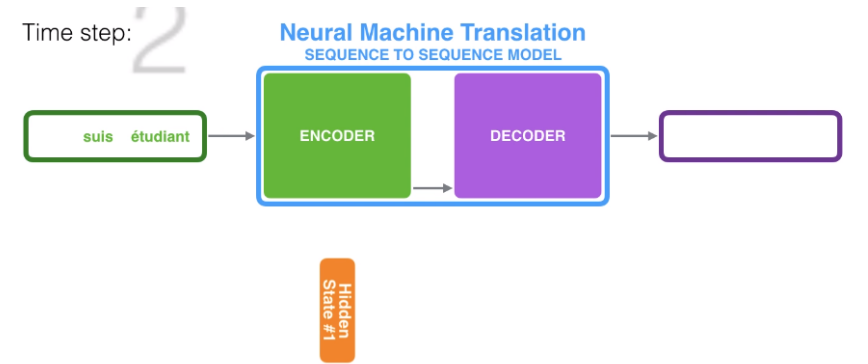 Time step: 2
Neural Machine Translation
SEQUENCE TO SEQUENCE MODEL
suis étudiant
ENCODER
DECODER
Hidden
State #1